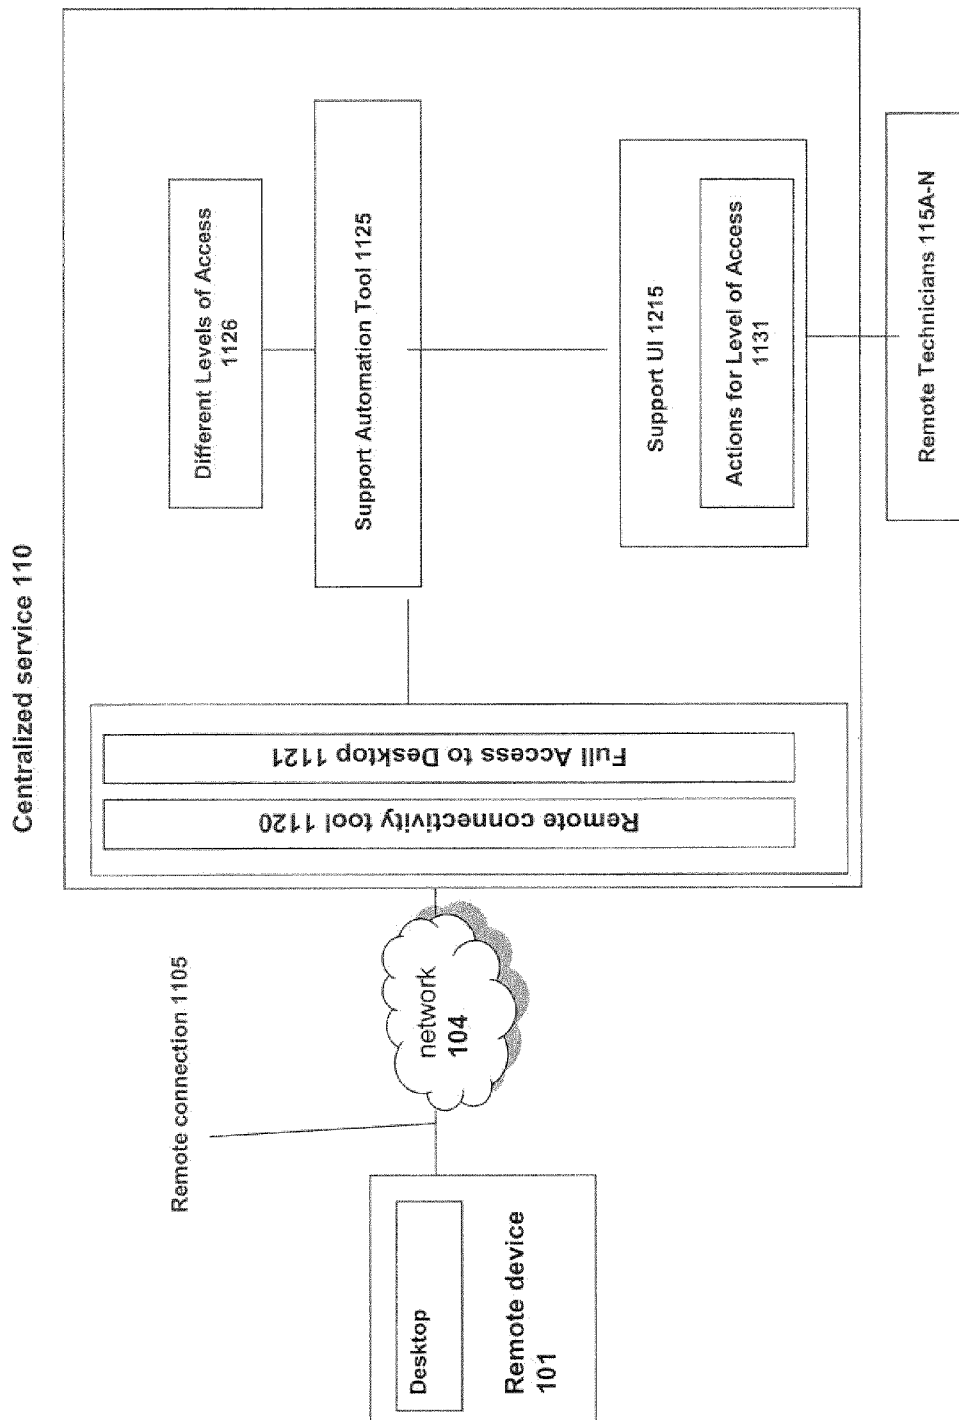 Centralized service 110
Different Levels of Access
1126
Support Automation Tool 1125
Support UI 1215
Actions for Level of Access
1131
Remote Technicians 115A-N
Full Access to Desktop 1121
Remote connectivity tool 1120
Remote connection 1105
network
104
Desktop
Remote device
101